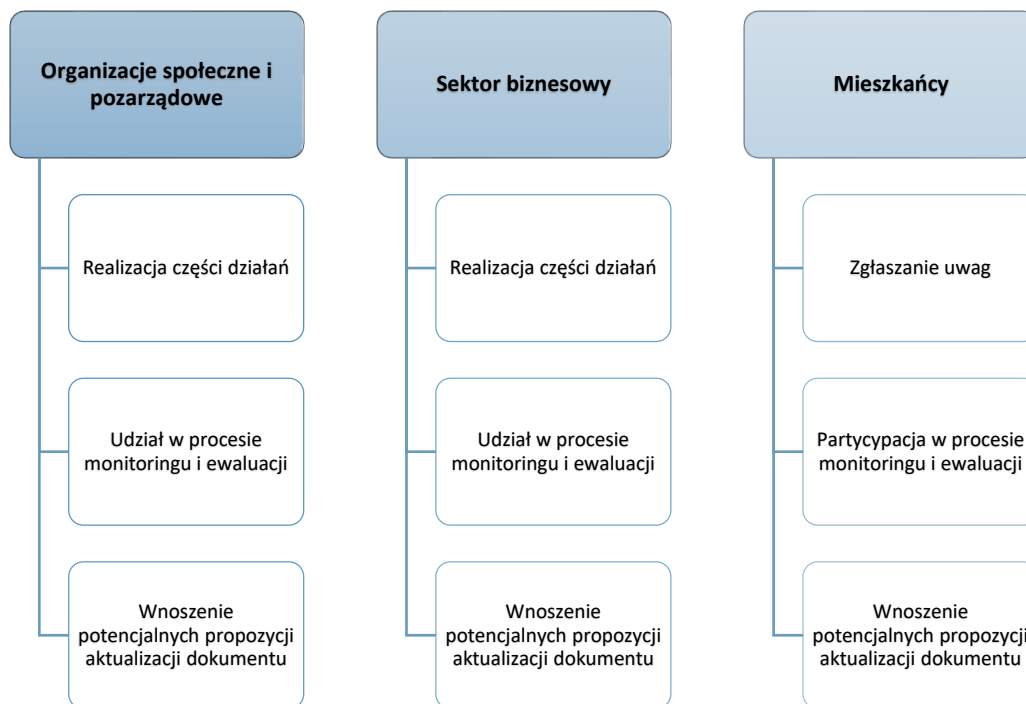 Organizacje społeczne i
pozarządowe
Realizacja części działań
Udział w procesie
monitoringu i ewaluacji
Wnoszenie
potencjalnych propozycji
aktualizacji dokumentu
Sektor biznesowy
Realizacja części działań
Udział w procesie
monitoringu i ewaluacji
Wnoszenie
potencjalnych propozycji
aktualizacji dokumentu
Mieszkańcy
Zgłaszanie uwag
Partycypacja w procesie
monitoringu i ewaluacji
Wnoszenie
potencjalnych propozycji
aktualizacji dokumentu